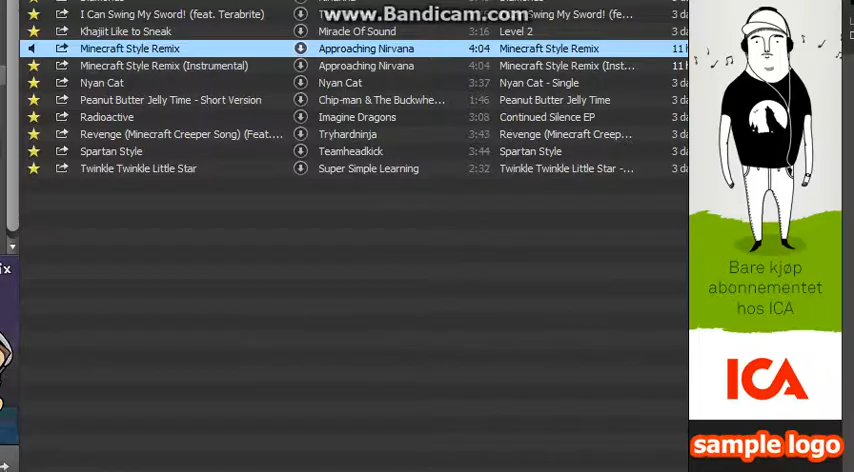 www.Bandicam.com
I Can Swing My Sword! (feat. Terabrite)
Khajiit Like to Sneak Miracle Of Sound 3:16 Level 2
Minecraft Style Remix Approaching Nirvana 4:04 Minecraft Style Remix 11
Minecraft Style Remix (Instrumental) Approaching Nirvana 4:04 Minecraft Style Remix (Inst... 11
Nyan Cat Nyan Cat 3:37 Nyan Cat - Single 3 da
Peanut Butter Jelly Time - Short Version Chip-man & The Buckwhe... 1:46 Peanut Butter Jelly Time 3 da
Radioactive Imagine Dragons 3:08 Continued Silence EP 3 da
Revenge (Minecraft Creeper Song) (Feat.... Tryhardninja 3:43 Revenge (Minecraft Creep... 3 da
Spartan Style Teamheadkick 3:44 Spartan Style 3 da
Twinkle Twinkle Little Star Super Simple Learning 2:32 Twinkle Twinkle Little Star -... 3 da
Bare kjøp
abonnementet
hos ICA
ICA
sample logo